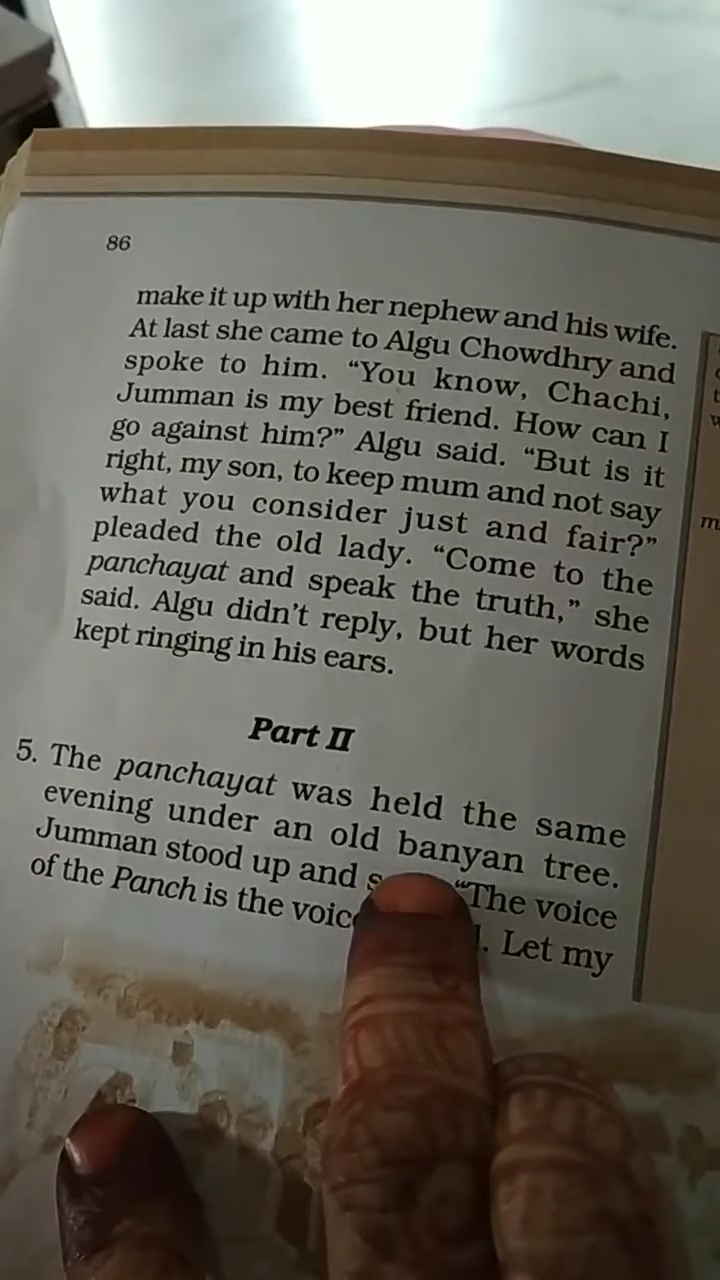 86
make it up with her nephew and his wife.
At last she came to Algu Chowdhry and
spoke to him. “You know, Chachi,
Jumman is my best friend. How can I
go against him?” Algu said. “But is it
right, my son, to keep mum and not say
what you consider just and fair?”
pleaded the old lady. “Come to the
panchayat and speak the truth,” she
said. Algu didn’t reply, but her words
kept ringing in his ears.
Part II
5. The panchayat was held the same
evening under an old banyan tree.
Jumman stood up and “The voice
of the Panch is the . Let my